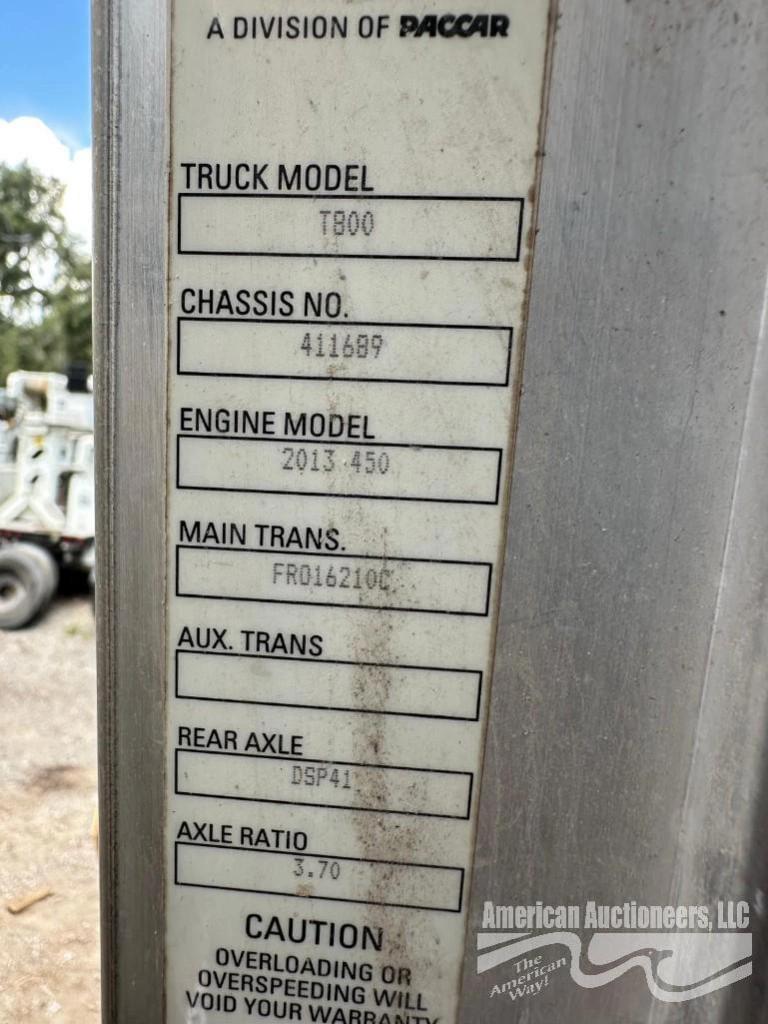 A DIVISION OF PACCAR
TRUCK MODEL
T800
CHASSIS NO.
411689
ENGINE MODEL
2013 450
MAIN TRANS.
FRO16210C
AUX. TRANS
REAR AXLE
DSP41
AXLE RATIO
3.70
CAUTION
OVERLOADING OR
OVERSPEEDING WILL
VOID YOUR WARRANTY
American Auctioneers, LLC
The
American
Way!